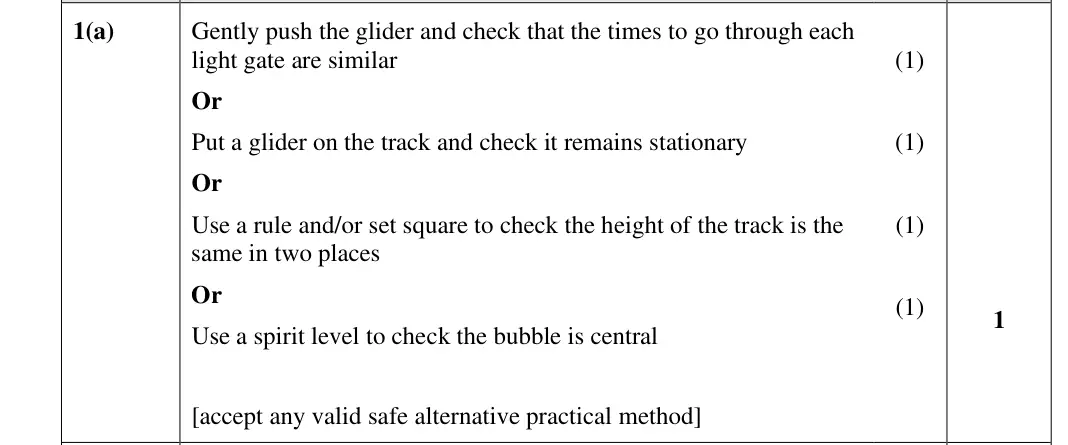 1(a)
Gently push the glider and check that the times to go through each
light gate are similar (1)
Or
Put a glider on the track and check it remains stationary (1)
Or
Use a rule and/or set square to check the height of the track is the (1)
same in two places
Or
(1)
1
Use a spirit level to check the bubble is central
[accept any valid safe alternative practical method]